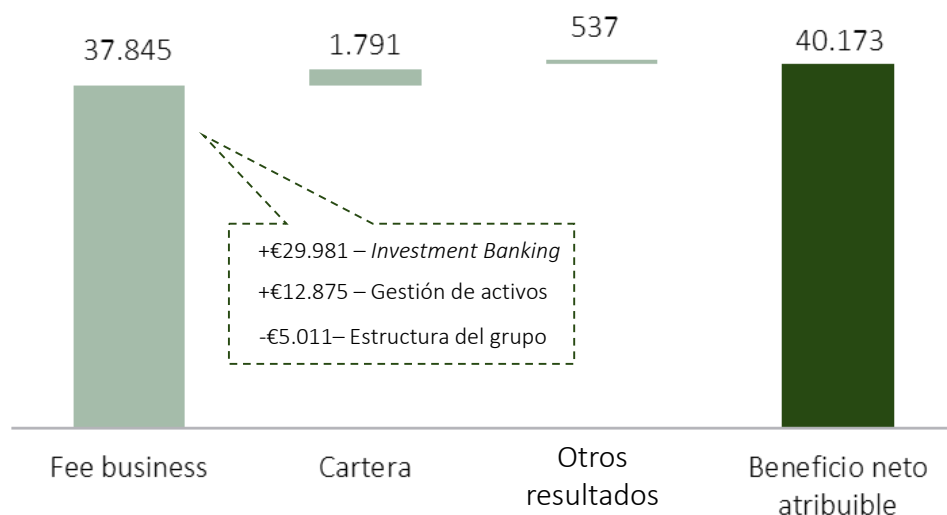 37.845
1.791
537
40.173
+€29.981 – Investment Banking
+€12.875 – Gestión de activos
-€5.011– Estructura del grupo
Fee business
Cartera
Otros
resultados
Beneficio neto
atribuible